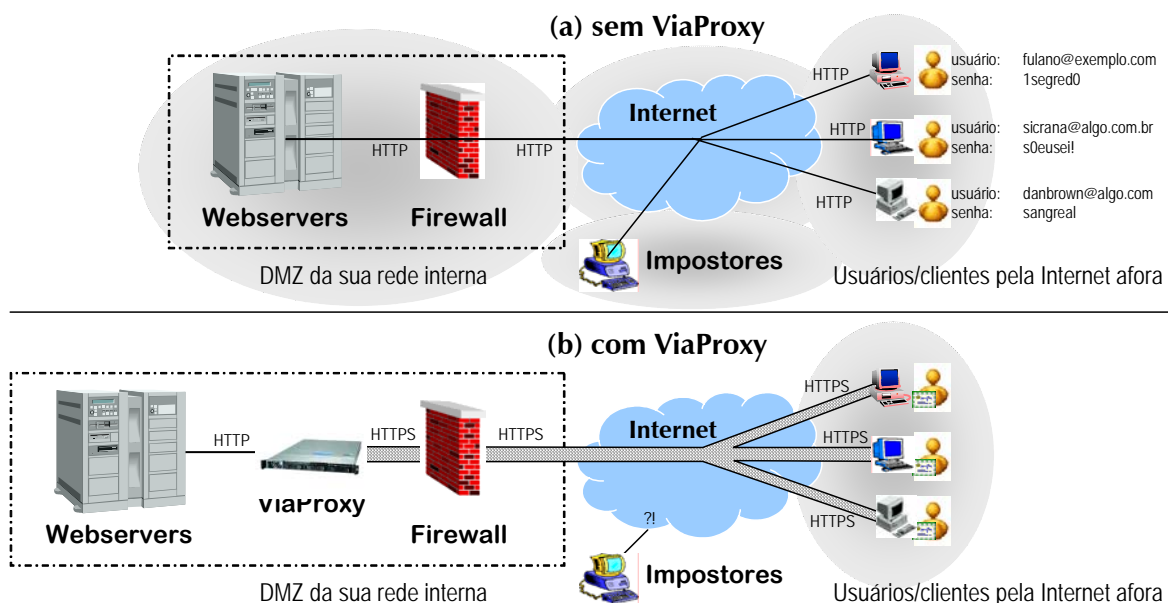 (a) sem ViaProxy
HTTP
usuário: fulano@exemplo.com
senha: 1segred0
Internet
HTTP
usuário: sicrana@algo.com.br
senha: s0eusei!
HTTP
HTTP
HTTP
usuário: danbrown@algo.com
senha: sangreal
Webservers
Firewall
Impostores
DMZ da sua rede interna
Usuários/clientes pela Internet afora
(b) com ViaProxy
HTTPS
Internet
HTTP
HTTPS
HTTPS
HTTPS
ViaProxy
Webservers
Firewall
HTTPS
?!
Impostores
DMZ da sua rede interna
Usuários/clientes pela Internet afora